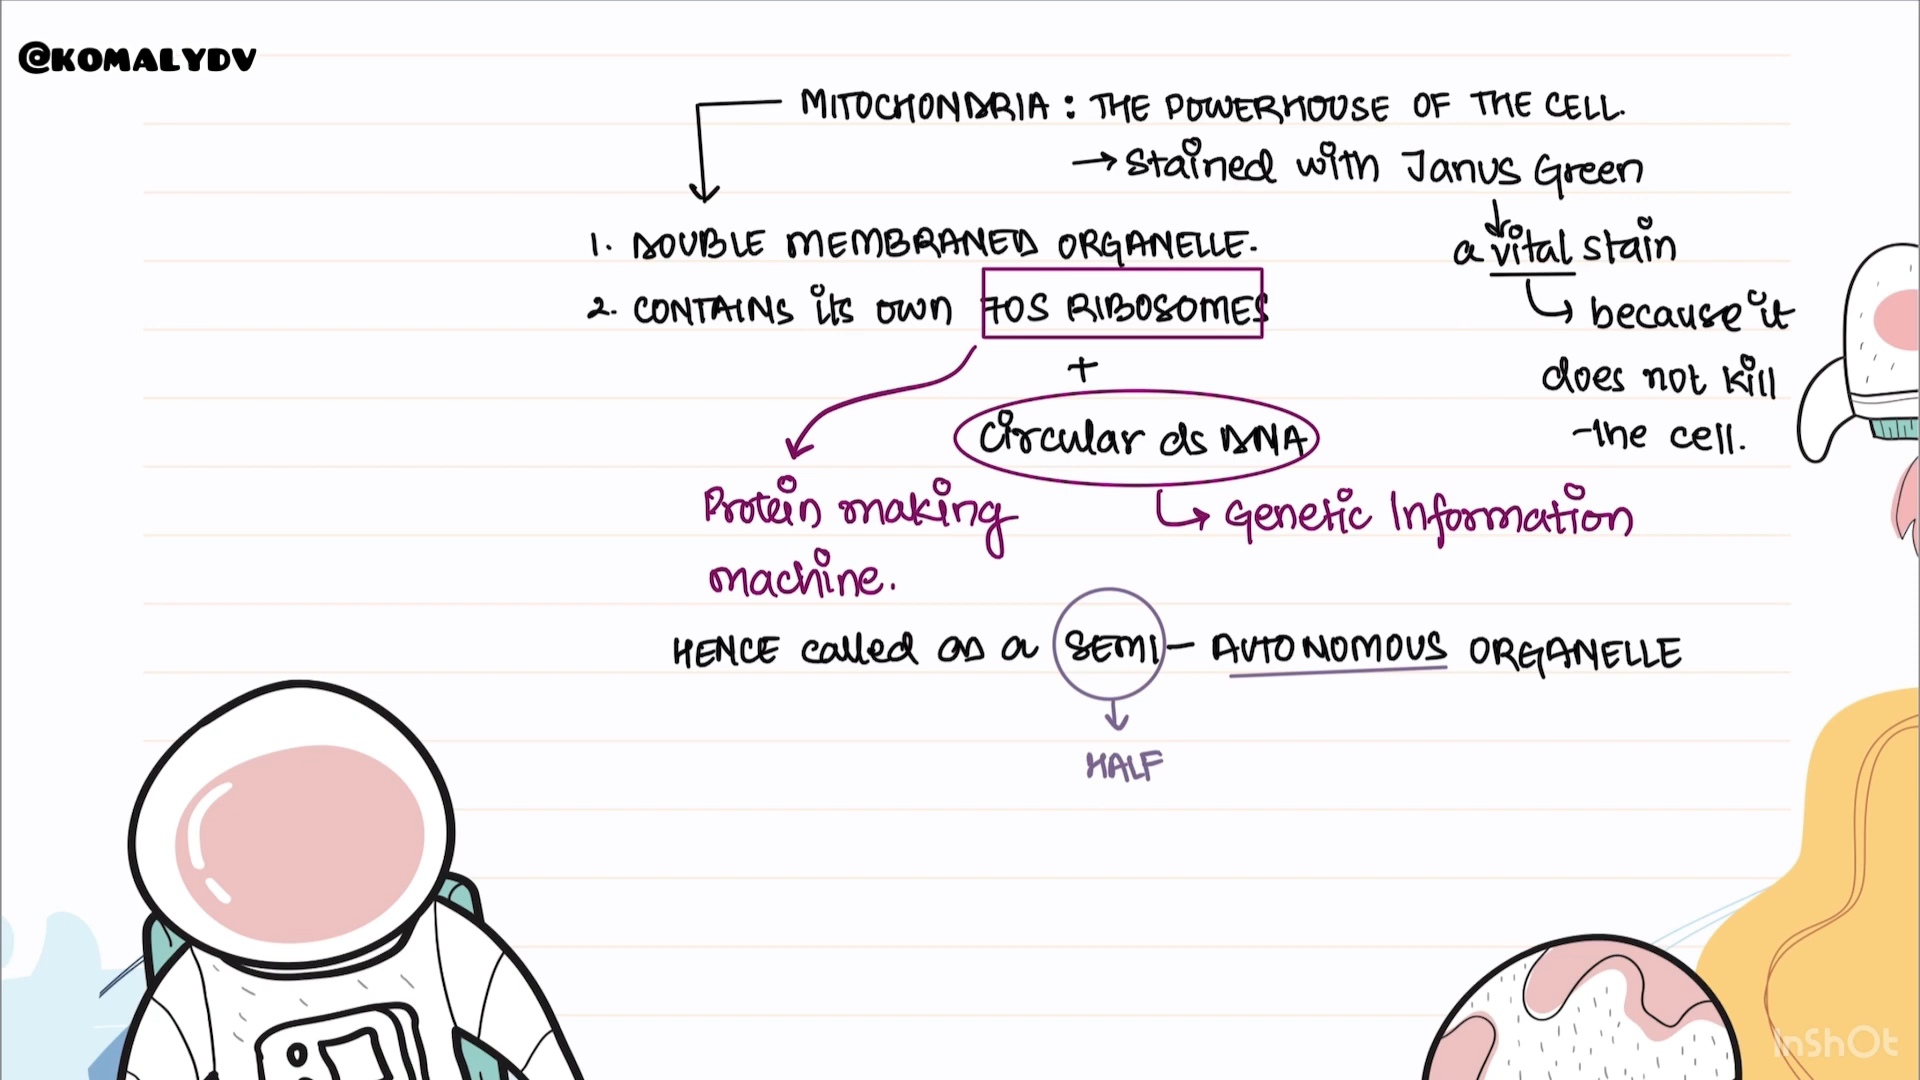 @KOMALYDV
MITOCHONDRIA : THE POWERHOUSE OF THE CELL.
→ Stained with Janus Green
a vital stain
because it
does not kill
the cell.
1. DOUBLE MEMBRANED ORGANELLE.
2. CONTAINS its own 70S RIBOSOMES
+
Circular ds DNA
Protein making
machine.
Genetic Information
HENCE called as a SEMI - AUTONOMOUS ORGANELLE
HALF
InShOt